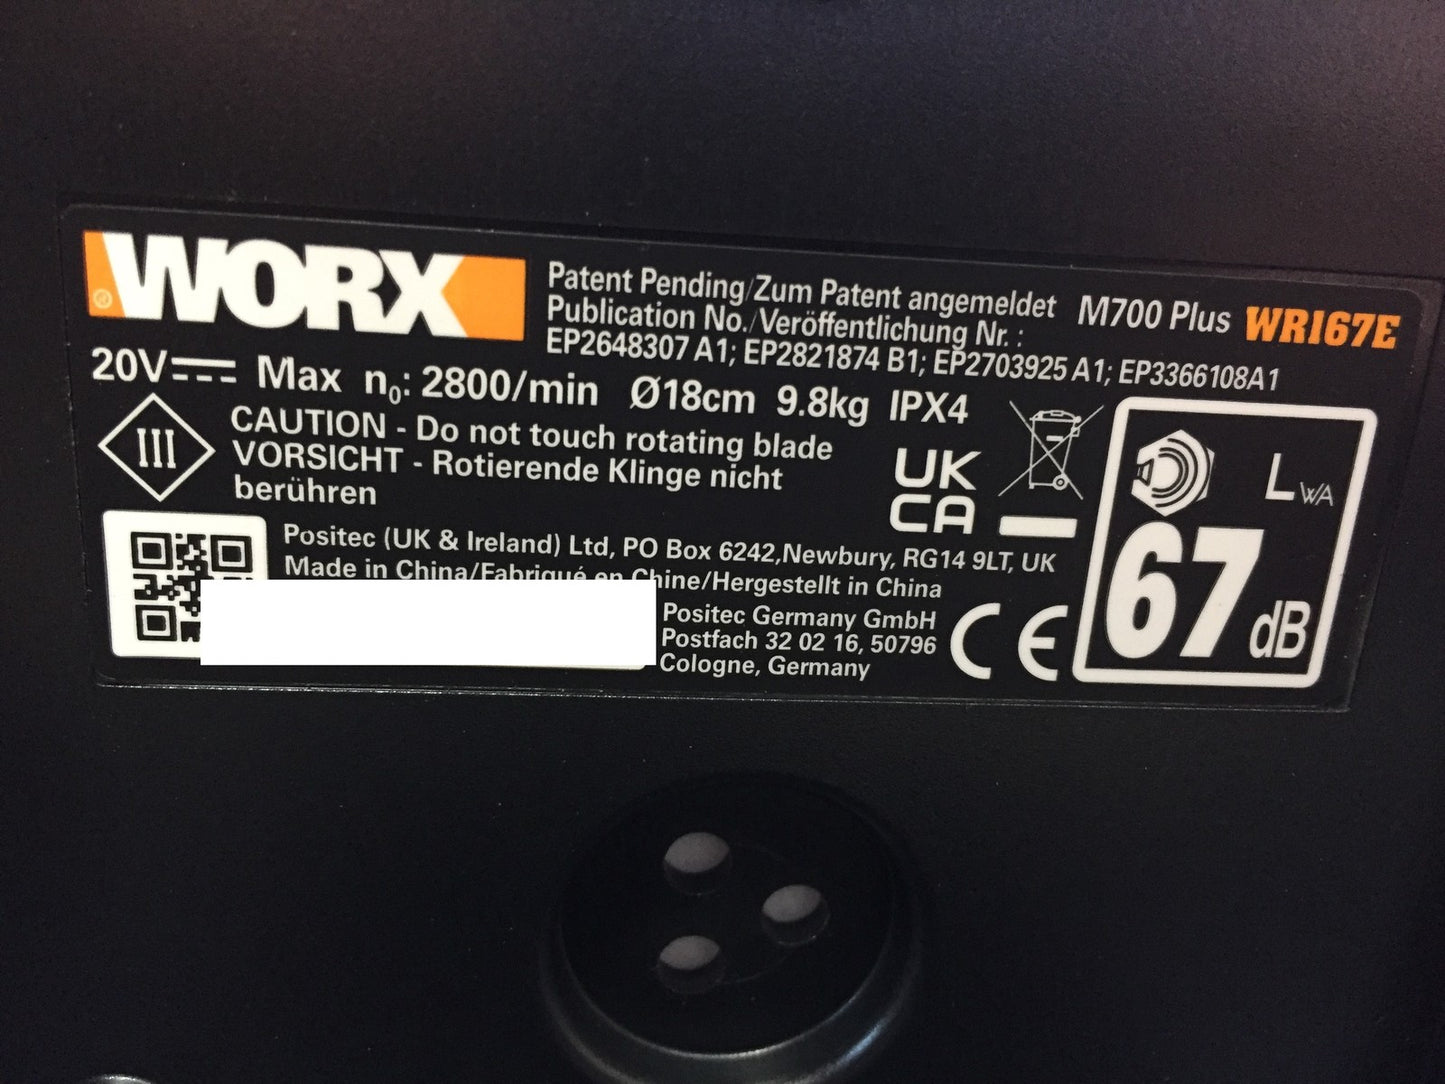 WORX ®
Patent Pending/Zum Patent angemeldet
Publication No./Veröffentlichung Nr. :
EP2648307 A1; EP2821874 B1; EP2703925 A1; EP3366108A1
M700 Plus WR167E
20V Max n0: 2800/min Ø18cm 9.8kg IPX4
III
CAUTION - Do not touch rotating blade
VORSICHT - Rotierende Klinge nicht
berühren
UK
CA
LWA
67 dB
Positec (UK & Ireland) Ltd, PO Box 6242,Newbury, RG14 9LT, UK
Made in China/Fabriqué en Chine/Hergestellt in China
Positec Germany GmbH
Postfach 32 02 16, 50796
Cologne, Germany
CE